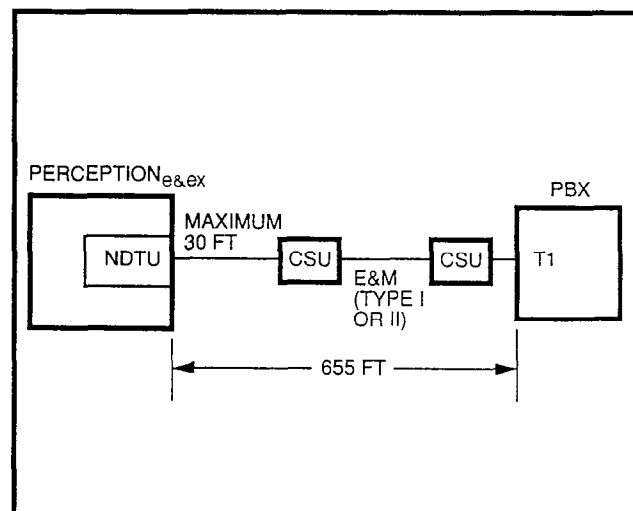 PERCEPTIONe&ex
PBX
MAXIMUM
30 FT
NDTU
CSU
CSU
T1
E&M
(TYPE I
OR II)
655 FT